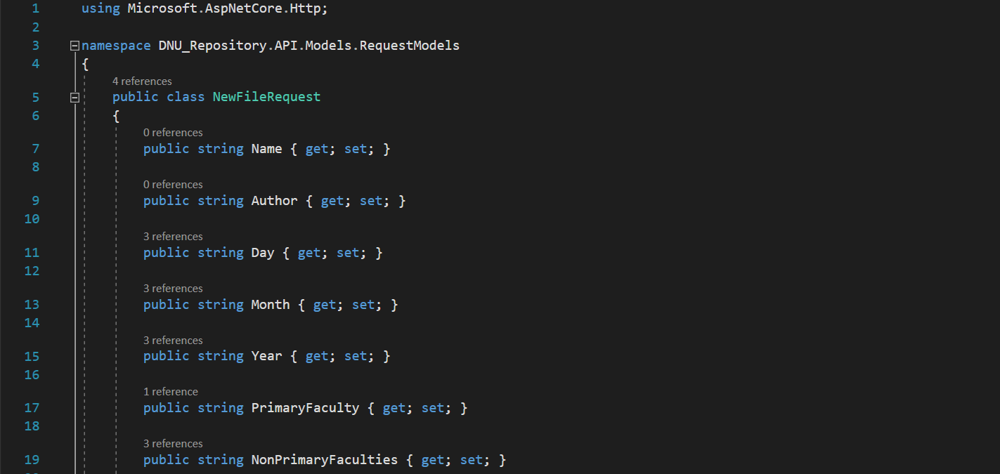 1 using Microsoft.AspNetCore.Http;
2
3 namespace DNU_Repository.API.Models.RequestModels
4 {
4 references
5 public class NewFileRequest
6 {
0 references
7 public string Name { get; set; }
8
0 references
9 public string Author { get; set; }
10
3 references
11 public string Day { get; set; }
12
3 references
13 public string Month { get; set; }
14
3 references
15 public string Year { get; set; }
16
1 reference
17 public string PrimaryFaculty { get; set; }
18
3 references
19 public string NonPrimaryFaculties { get; set; }